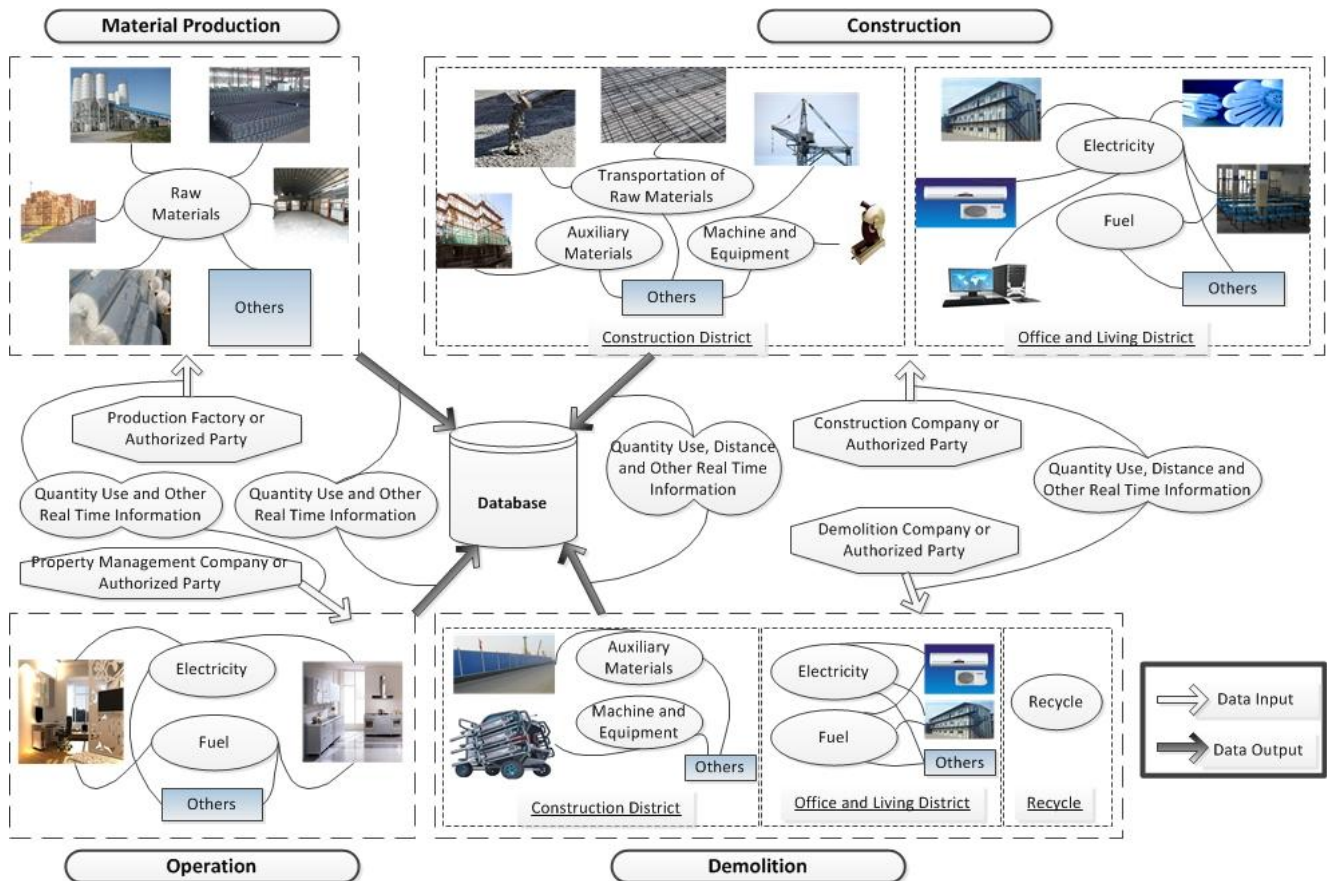 Material Production
Construction
Raw
Materials
Others
Transportation of
Raw Materials
Auxiliary
Materials
Machine and
Equipment
Others
Construction District
Electricity
Fuel
Others
Office and Living District
Production Factory or
Authorized Party
Quantity Use and Other
Real Time Information
Quantity Use and Other
Real Time Information
Database
Quantity Use, Distance
and Other Real Time
Information
Construction Company or
Authorized Party
Quantity Use, Distance and
Other Real Time Information
Demolition Company or
Authorized Party
Property Management Company or
Authorized Party
Electricity
Fuel
Others
Auxiliary
Materials
Machine and
Equipment
Others
Construction District
Electricity
Fuel
Others
Office and Living District
Recycle
Recycle
Data Input
Data Output
Operation
Demolition